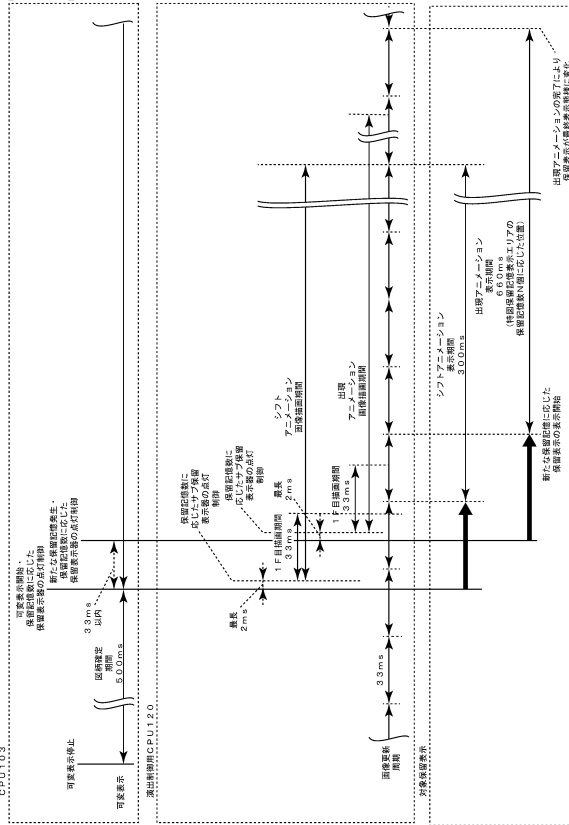 CPU103
可変表示停止
可変表示
図柄確定
期間
500ms
可変表示開始・
保留記憶数に応じた
保留表示器の点灯制御
33ms
以内
新たな保留記憶発生・
保留記憶数に応じた
保留表示器の点灯制御
演出制御用CPU120
画像更新
周期
33ms
最長
2ms
保留記憶数に
応じたサブ保留
表示器の点灯
制御
1F目描画期間
33ms
シフト
アニメーション
画像描画期間
保留記憶数に
応じたサブ保留
表示器の点灯
制御
最長
2ms
1F目描画期間
33ms
出現
アニメーション
画像描画期間
対象保留表示
シフトアニメーション
表示期間
300ms
新たな保留記憶に応じた
保留表示の表示開始
出現アニメーション
表示期間
660ms
(特図保留記憶表示エリアの
保留記憶数N個に応じた位置)
出現アニメーションの完了により
保留表示が最終表示態様に変化